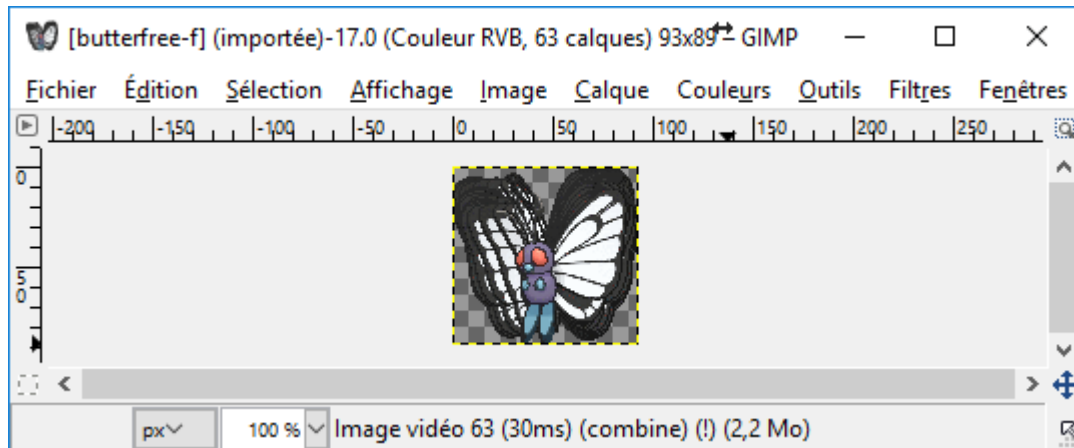 [butterfree-f] (importée)-17.0 (Couleur RVB, 63 calques) 93x89 – GIMP
Fichier Édition Sélection Affichage Image Calque Couleurs Outils Filtres Fenêtres
-200 -150 -100 -50 0 50 100 150 200 250
0
50
px 100 % Image vidéo 63 (30ms) (combine) (!) (2,2 Mo)